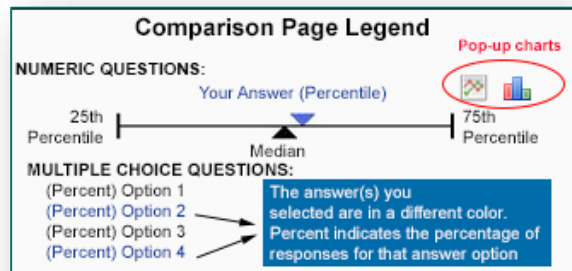 Comparison Page Legend
Pop-up charts
NUMERIC QUESTIONS:
Your Answer (Percentile)
25th
Percentile
75th
Percentile
Median
MULTIPLE CHOICE QUESTIONS:
(Percent) Option 1
(Percent) Option 2
(Percent) Option 3
(Percent) Option 4
The answer(s) you
selected are in a different color.
Percent indicates the percentage of
responses for that answer option